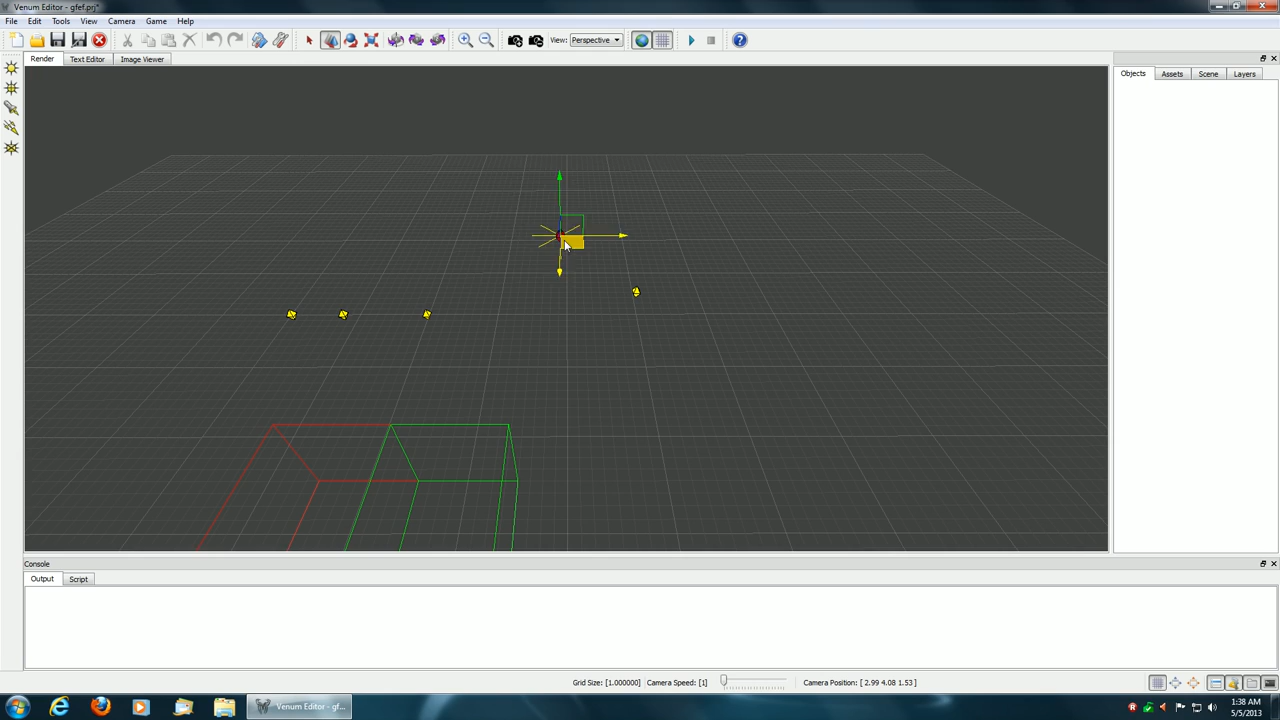 Venum Editor - gfef.prj*
File Edit Tools View Camera Game Help
View: Perspective
Render Text Editor Image Viewer
Objects Assets Scene Layers
Console
Output Script
Grid Size: [1.000000] Camera Speed: [1] Camera Position: [ 2.99 4.08 1.53 ]
Venum Editor - gf...
1:38 AM
5/5/2013